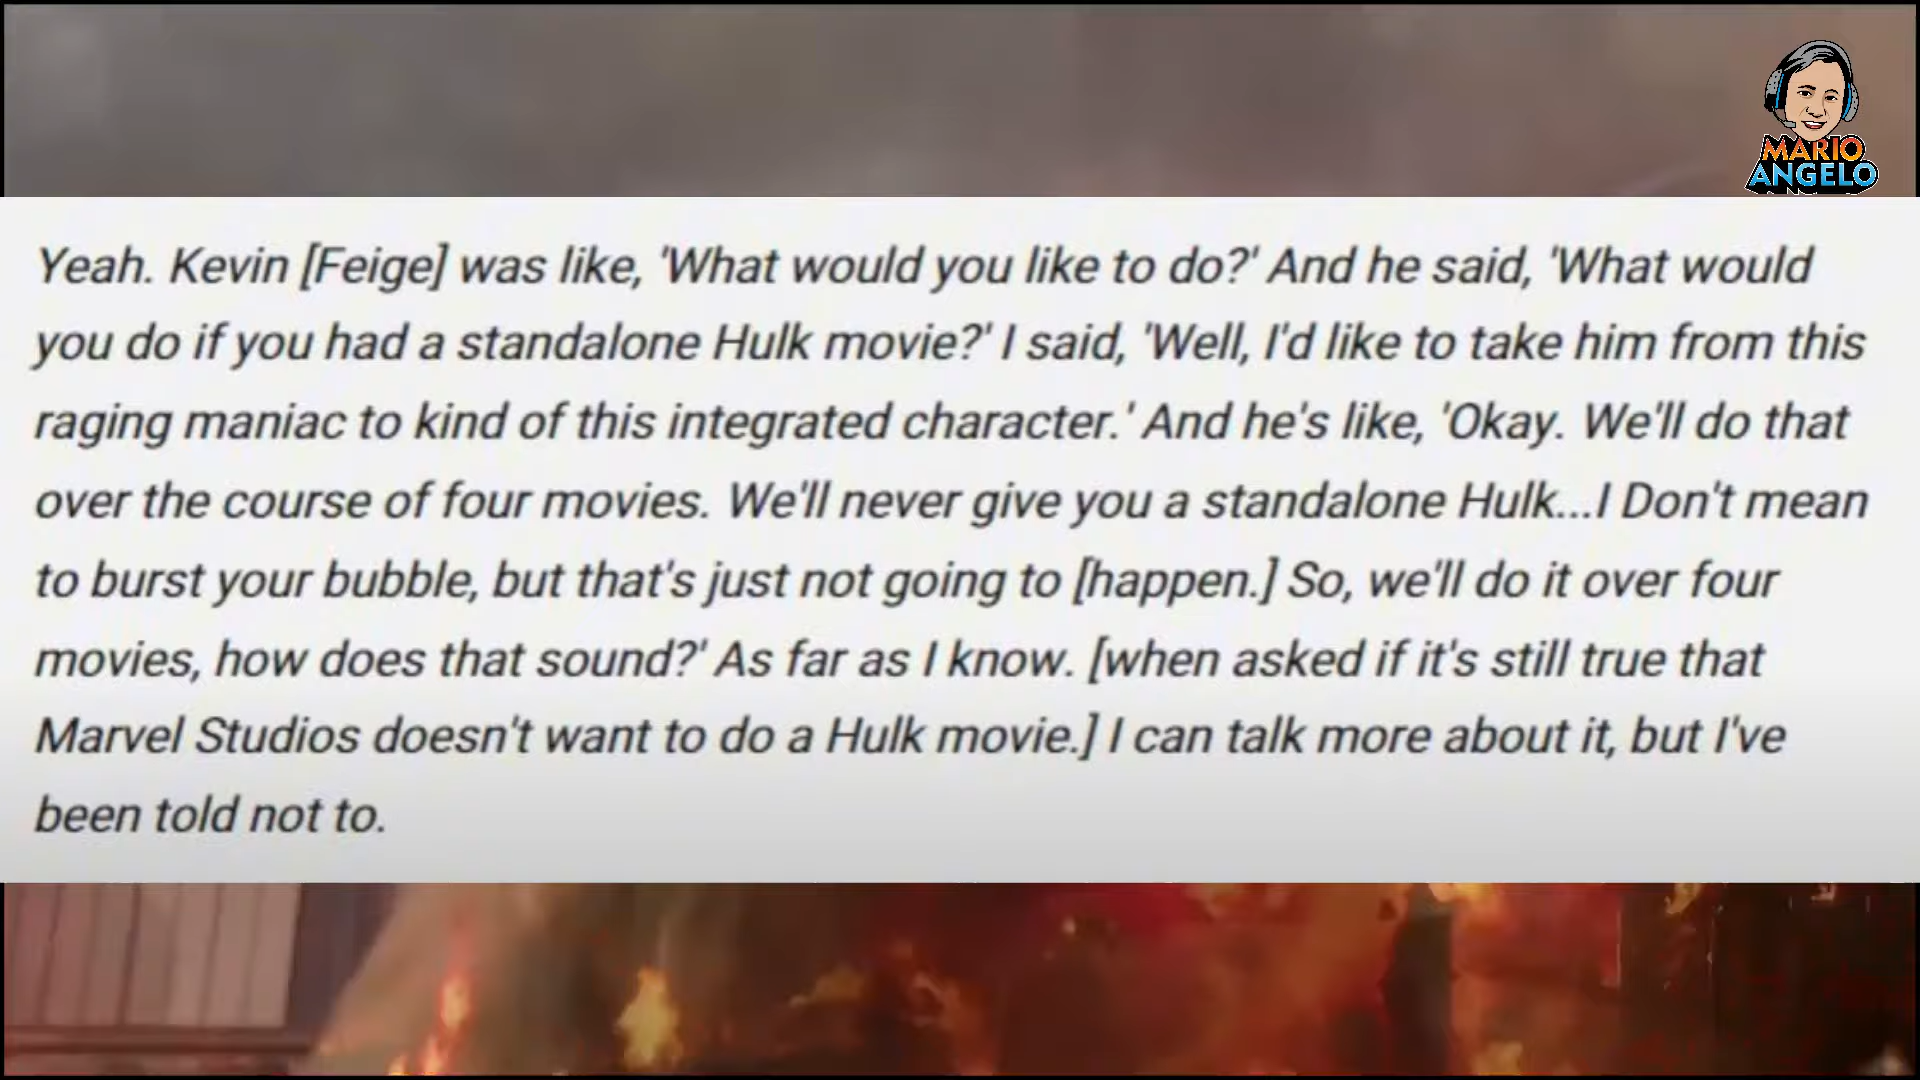 MARIO
ANGELO
Yeah. Kevin [Feige] was like, 'What would you like to do?' And he said, 'What would
you do if you had a standalone Hulk movie?' I said, 'Well, I'd like to take him from this
raging maniac to kind of this integrated character.' And he's like, 'Okay. We'll do that
over the course of four movies. We'll never give you a standalone Hulk...I Don't mean
to burst your bubble, but that's just not going to [happen.] So, we'll do it over four
movies, how does that sound?' As far as I know. [when asked if it's still true that
Marvel Studios doesn't want to do a Hulk movie.] I can talk more about it, but I've
been told not to.